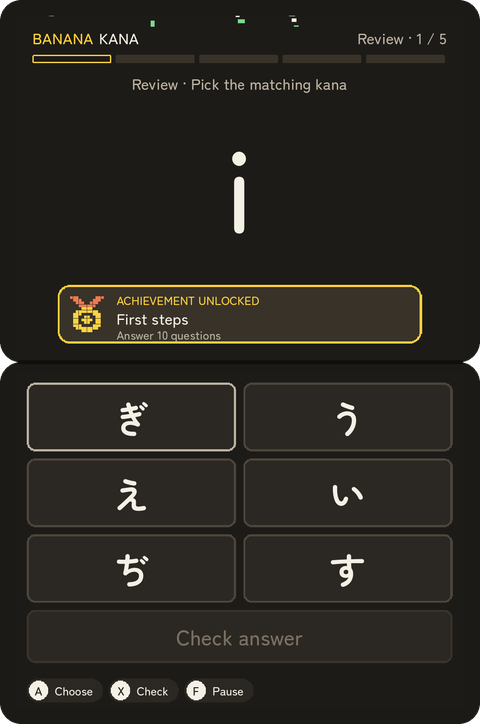 BANANA KANA
Review · 1 / 5
Review · Pick the matching kana
i
ACHIEVEMENT UNLOCKED
First steps
Answer 10 questions
ぎ
う
え
い
ぢ
す
Check answer
A Choose
X Check
F Pause